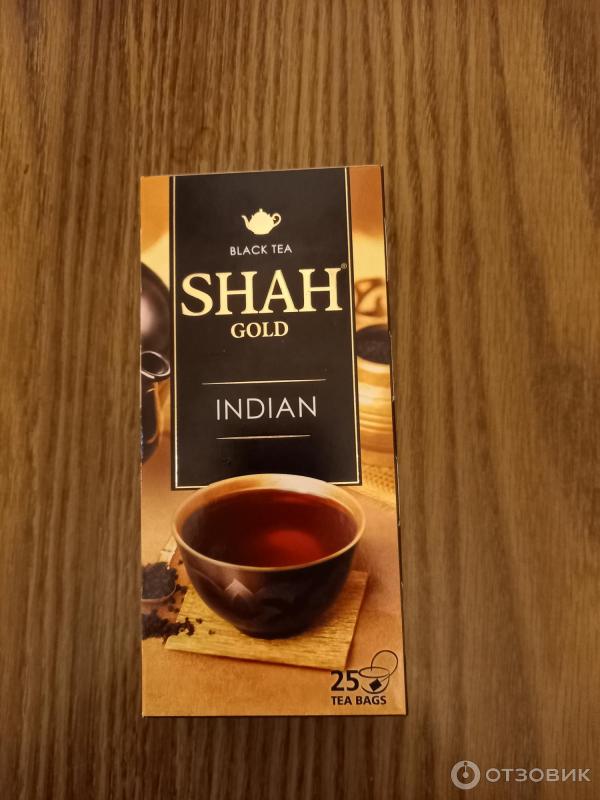 BLACK TEA
SHAH®
GOLD
INDIAN
25
TEA BAGS
ОТЗОВИК